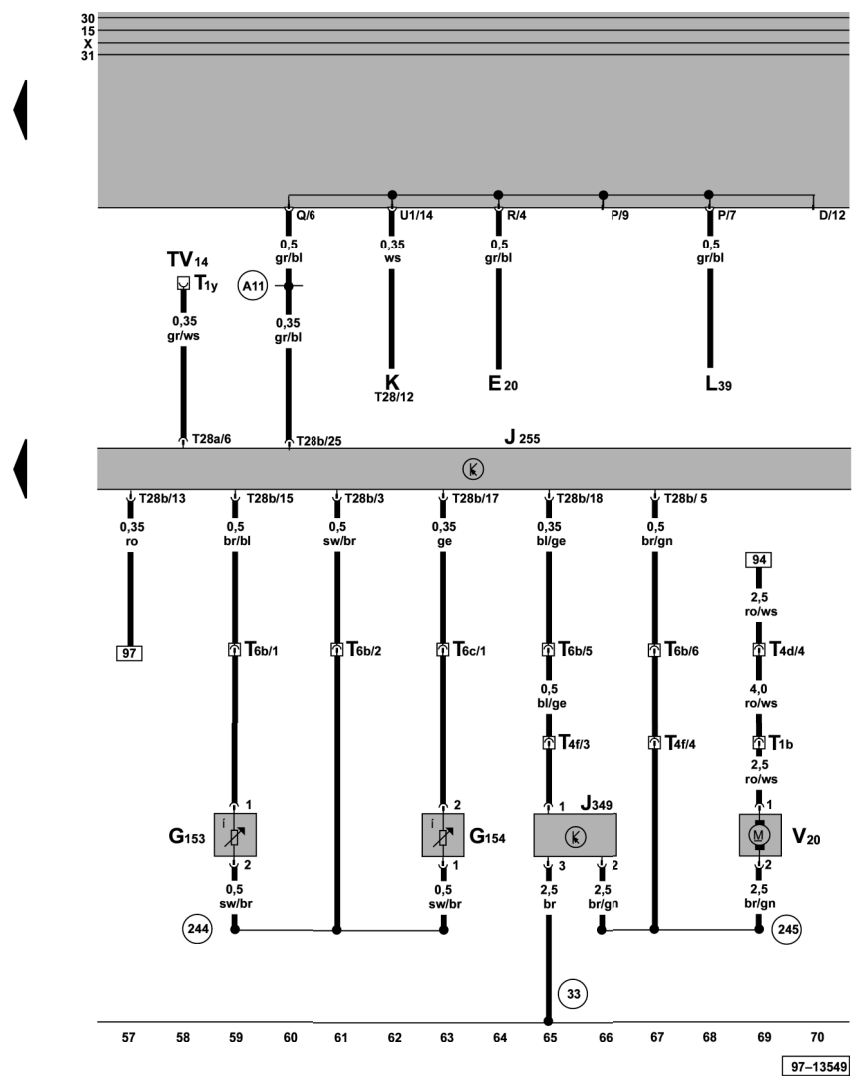 30
15
X
31
Q/6 U1/14 R/4 P/9 P/7 D/12
0,5 0,35 0,5 0,5
gr/bl ws gr/bl gr/bl
TV14
T1y A11
0,35 0,35
gr/ws gr/bl
K E20 L39
T28/12
T28a/6 T28b/25 J255
T28b/13 T28b/15 T28b/3 T28b/17 T28b/18 T28b/ 5
0,35 0,5 0,5 0,35 0,35 0,5
ro br/bl sw/br ge bl/ge br/gn
94
2,5
ro/ws
97 T6b/1 T6b/2 T6c/1 T6b/5 T6b/6 T4d/4
0,5 4,0
bl/ge ro/ws
T4f/3 T4f/4 T1b
2,5
ro/ws
1 2 1 J349 1
G153 G154 M V20
2 1 3 2 2
0,5 0,5 2,5 2,5 2,5
sw/br sw/br br br/gn br/gn
244 245
33
57 58 59 60 61 62 63 64 65 66 67 68 69 70
97–13549